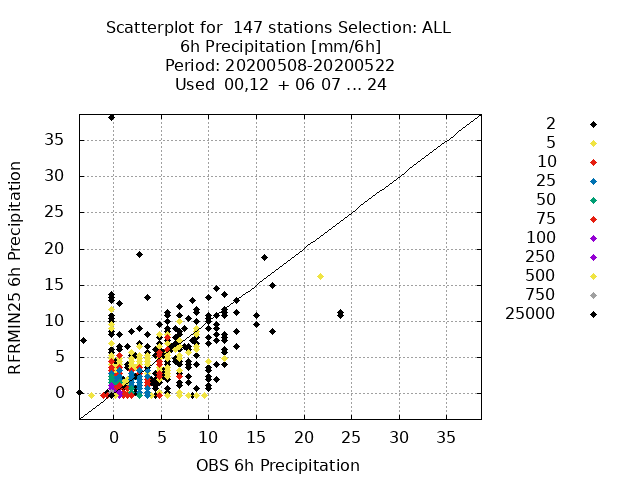 Scatterplot for 147 stations Selection: ALL
6h Precipitation [mm/6h]
Period: 20200508-20200522
Used 00,12 + 06 07 ... 24
RFRMIN25 6h Precipitation
35
30
25
20
15
10
5
0
0 5 10 15 20 25 30 35
OBS 6h Precipitation
2
5
10
25
50
75
100
250
500
750
25000